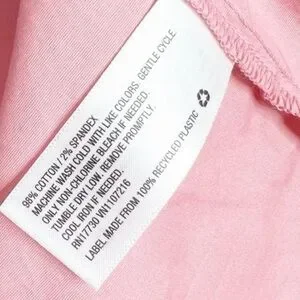 98% COTTON / 2% SPANDEX
MACHINE WASH COLD WITH LIKE COLORS, GENTLE CYCLE.
ONLY NON-CHLORINE BLEACH IF NEEDED.
TUMBLE DRY LOW. REMOVE PROMPTLY.
COOL IRON IF NEEDED.
RN17730 VN1107216
LABEL MADE FROM 100% RECYCLED PLASTIC